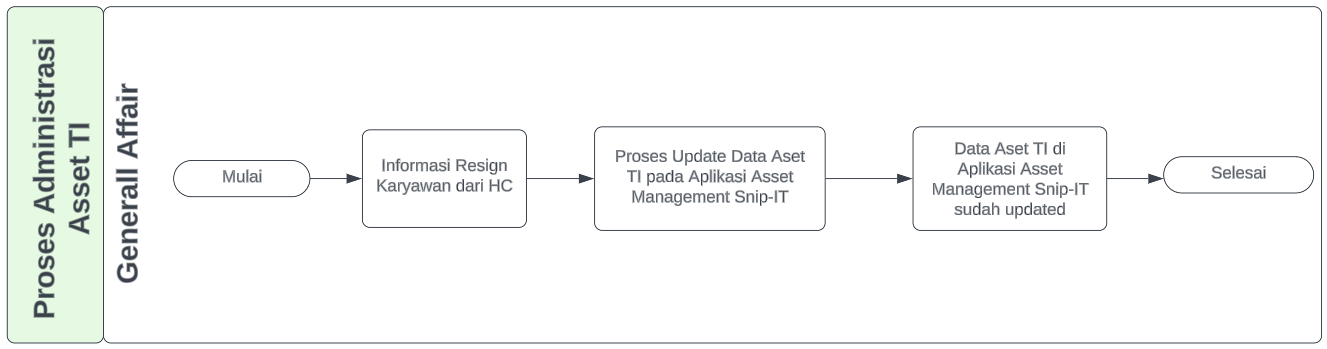 Proses Administrasi
Asset TI
Generall Affair
Mulai
Informasi Resign
Karyawan dari HC
Proses Update Data Aset
TI pada Aplikasi Asset
Management Snip-IT
Data Aset TI di
Aplikasi Asset
Management Snip-IT
sudah updated
Selesai